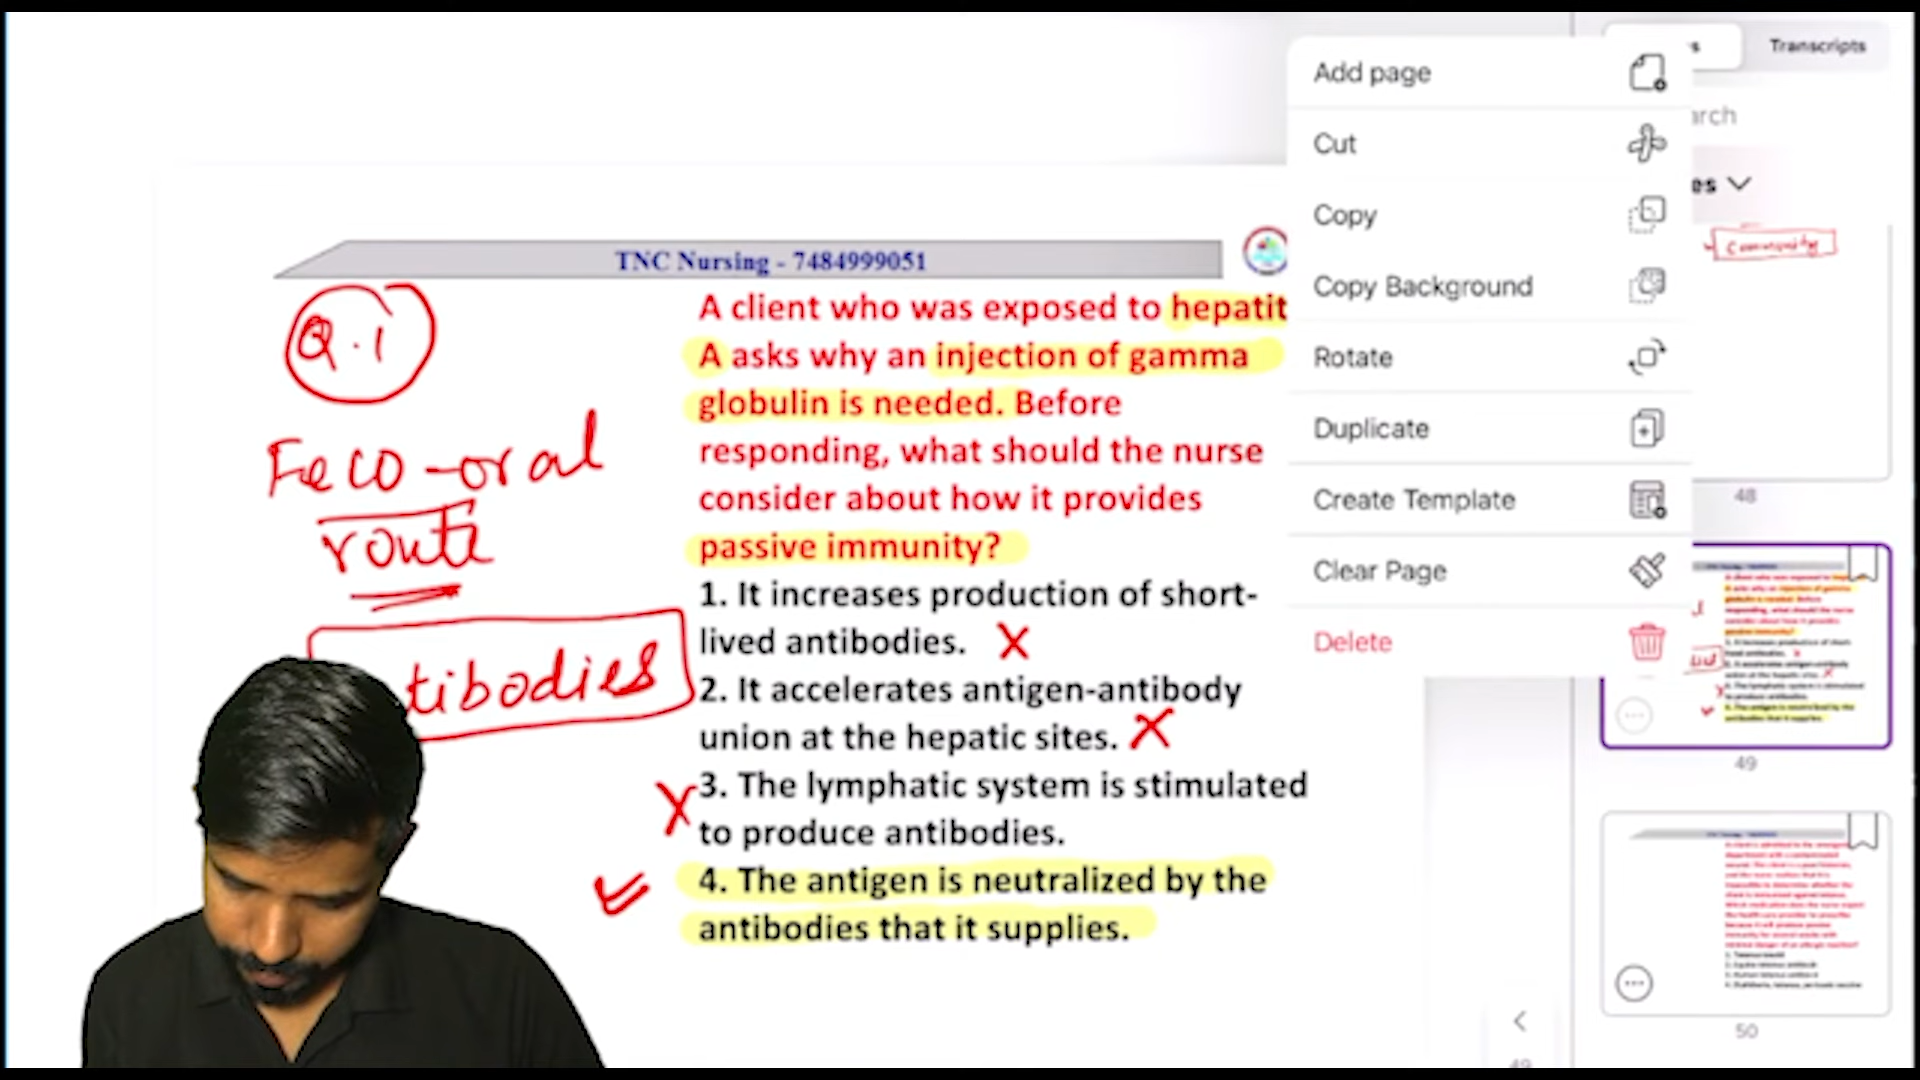 TNC Nursing - 7484999051
Q.1
Feco-oral
route
tibodies
A client who was exposed to hepatit
A asks why an injection of gamma
globulin is needed. Before
responding, what should the nurse
consider about how it provides
passive immunity?
1. It increases production of short-
lived antibodies. X
2. It accelerates antigen-antibody
union at the hepatic sites. X
X 3. The lymphatic system is stimulated
to produce antibodies.
4. The antigen is neutralized by the
antibodies that it supplies.
Add page
Cut
Copy
Copy Background
Rotate
Duplicate
Create Template
Clear Page
Delete
Transcripts
arch
es
Community
48
49
50
49